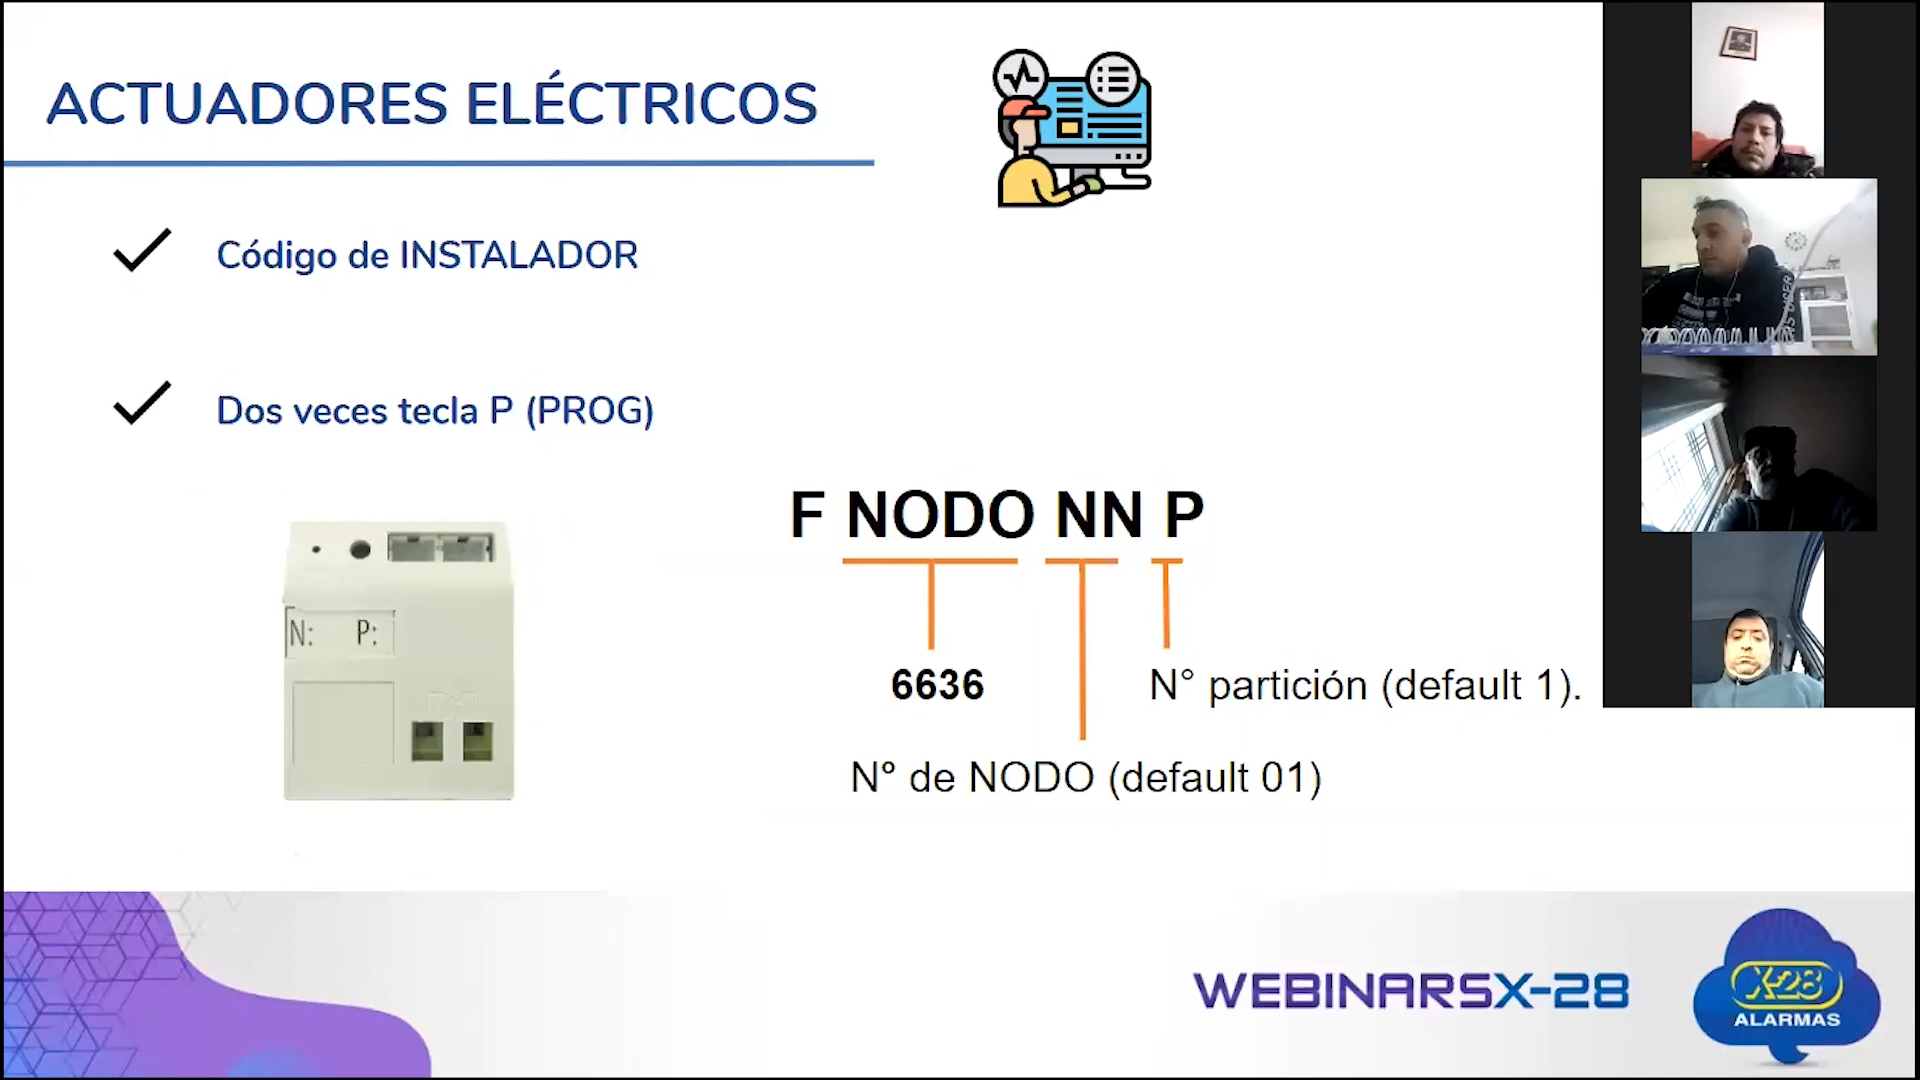 ACTUADORES ELÉCTRICOS
Código de INSTALADOR
Dos veces tecla P (PROG)
F NODO NN P
6636
N° partición (default 1).
Nº de NODO (default 01)
N: P:
WEBINARSX-28
X-28
ALARMAS